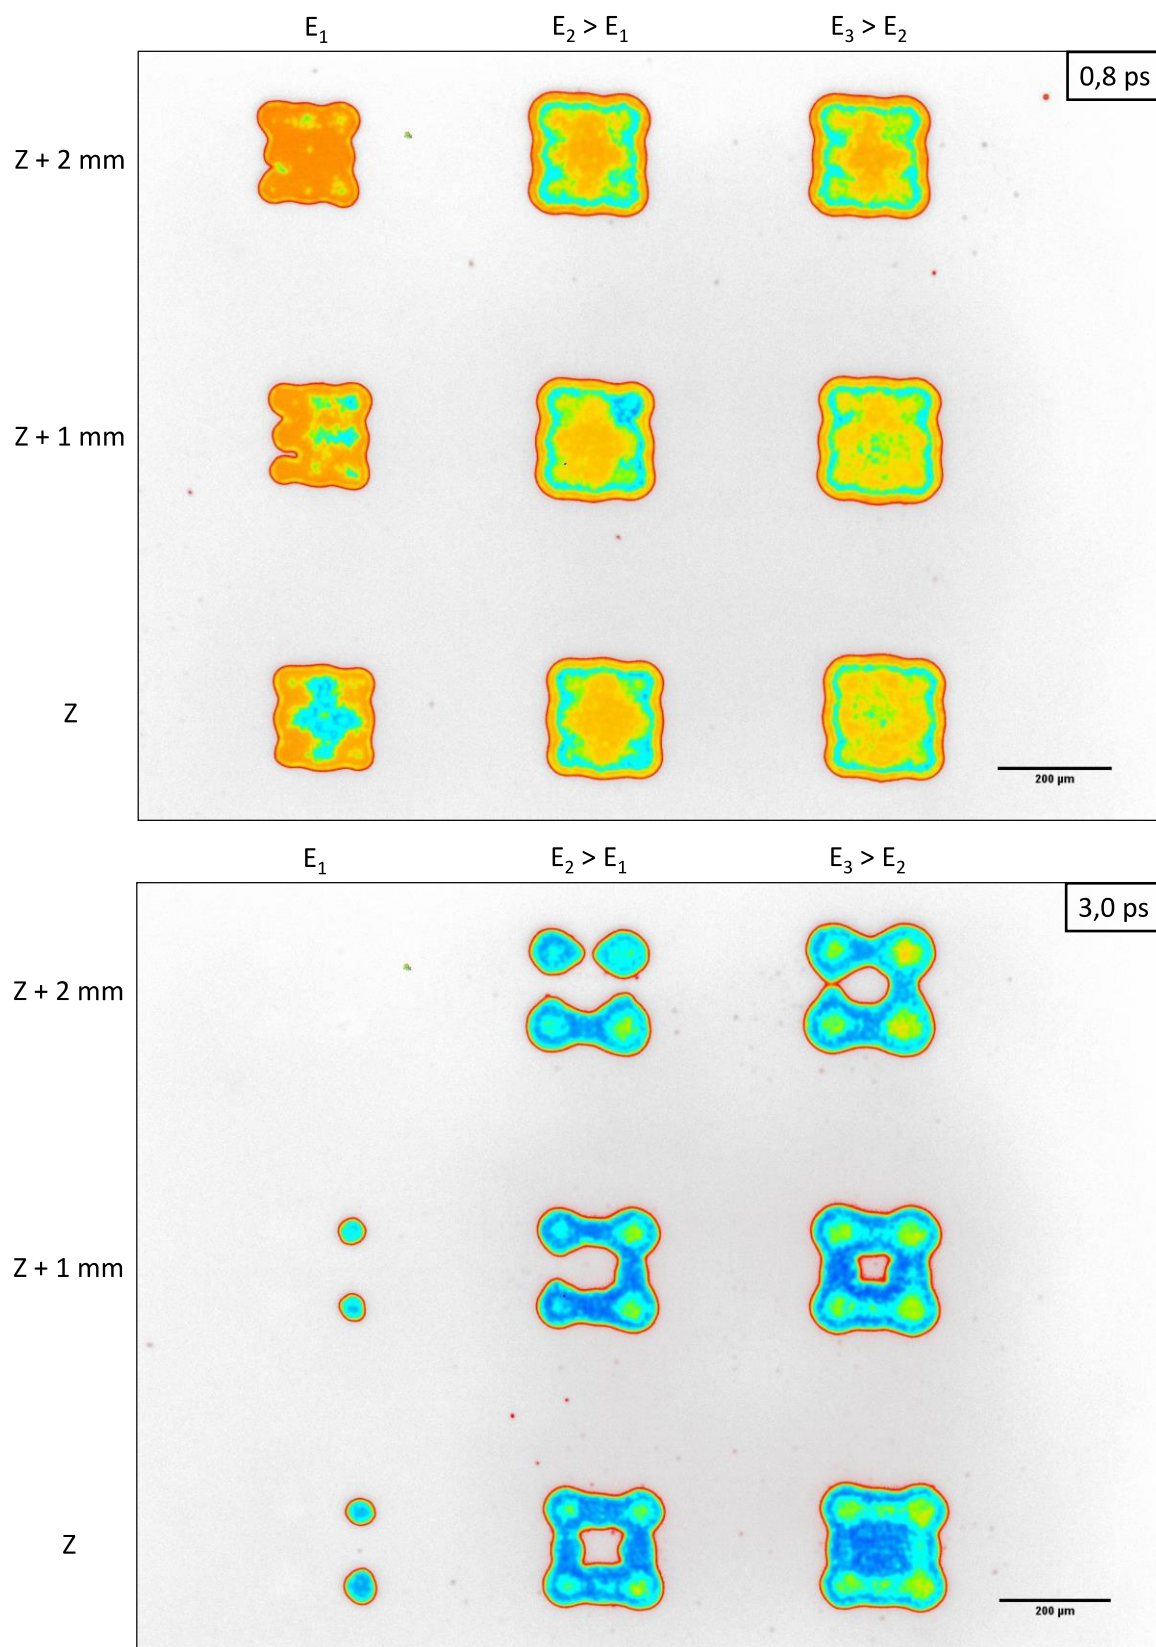 E₁ E₂ > E₁ E₃ > E₂
0,8 ps
Z + 2 mm
Z + 1 mm
Z
200 µm
E₁ E₂ > E₁ E₃ > E₂
3,0 ps
Z + 2 mm
Z + 1 mm
Z
200 µm